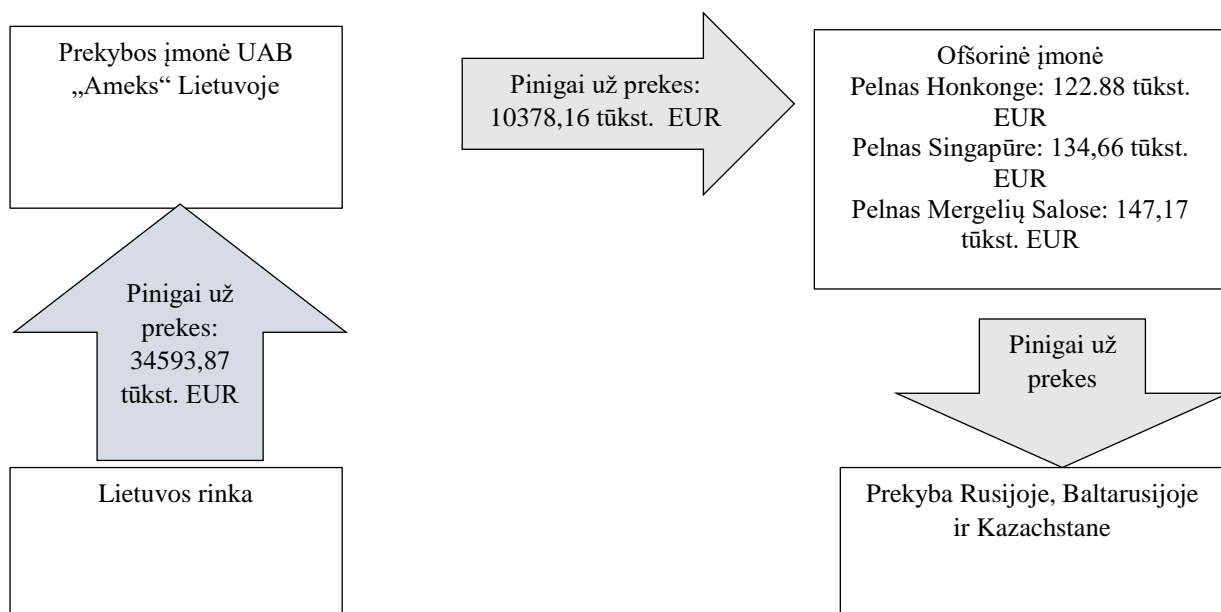 Prekybos įmonė UAB
„Ameks“ Lietuvoje
Pinigai už prekes:
10378,16 tūkst.  EUR
Ofšorinė įmonė
Pelnas Honkonge: 122.88 tūkst.
EUR
Pelnas Singapūre: 134,66 tūkst.
EUR
Pelnas Mergelių Salose: 147,17
tūkst. EUR
Pinigai už
prekes:
34593,87
tūkst. EUR
Pinigai už
prekes
Lietuvos rinka
Prekyba Rusijoje, Baltarusijoje
ir Kazachstane